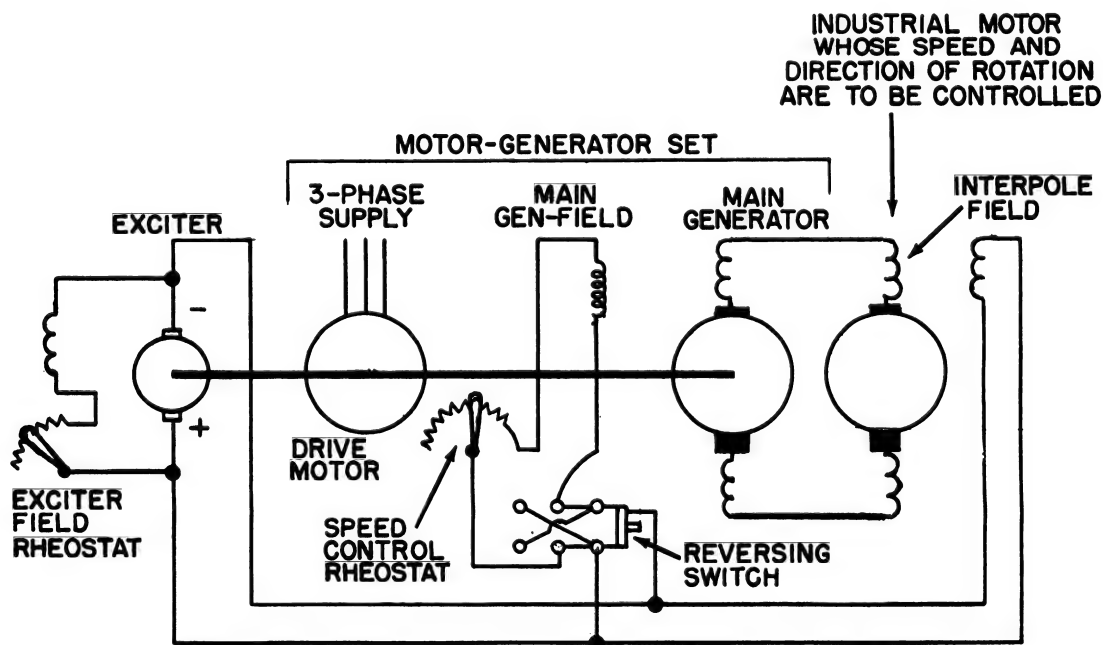 INDUSTRIAL MOTOR
WHOSE SPEED AND
DIRECTION OF ROTATION
ARE TO BE CONTROLLED
MOTOR-GENERATOR SET
EXCITER
3-PHASE
SUPPLY
MAIN
GEN-FIELD
MAIN
GENERATOR
INTERPOLE
FIELD
-
+
EXCITER
FIELD
RHEOSTAT
DRIVE
MOTOR
SPEED
CONTROL
RHEOSTAT
REVERSING
SWITCH